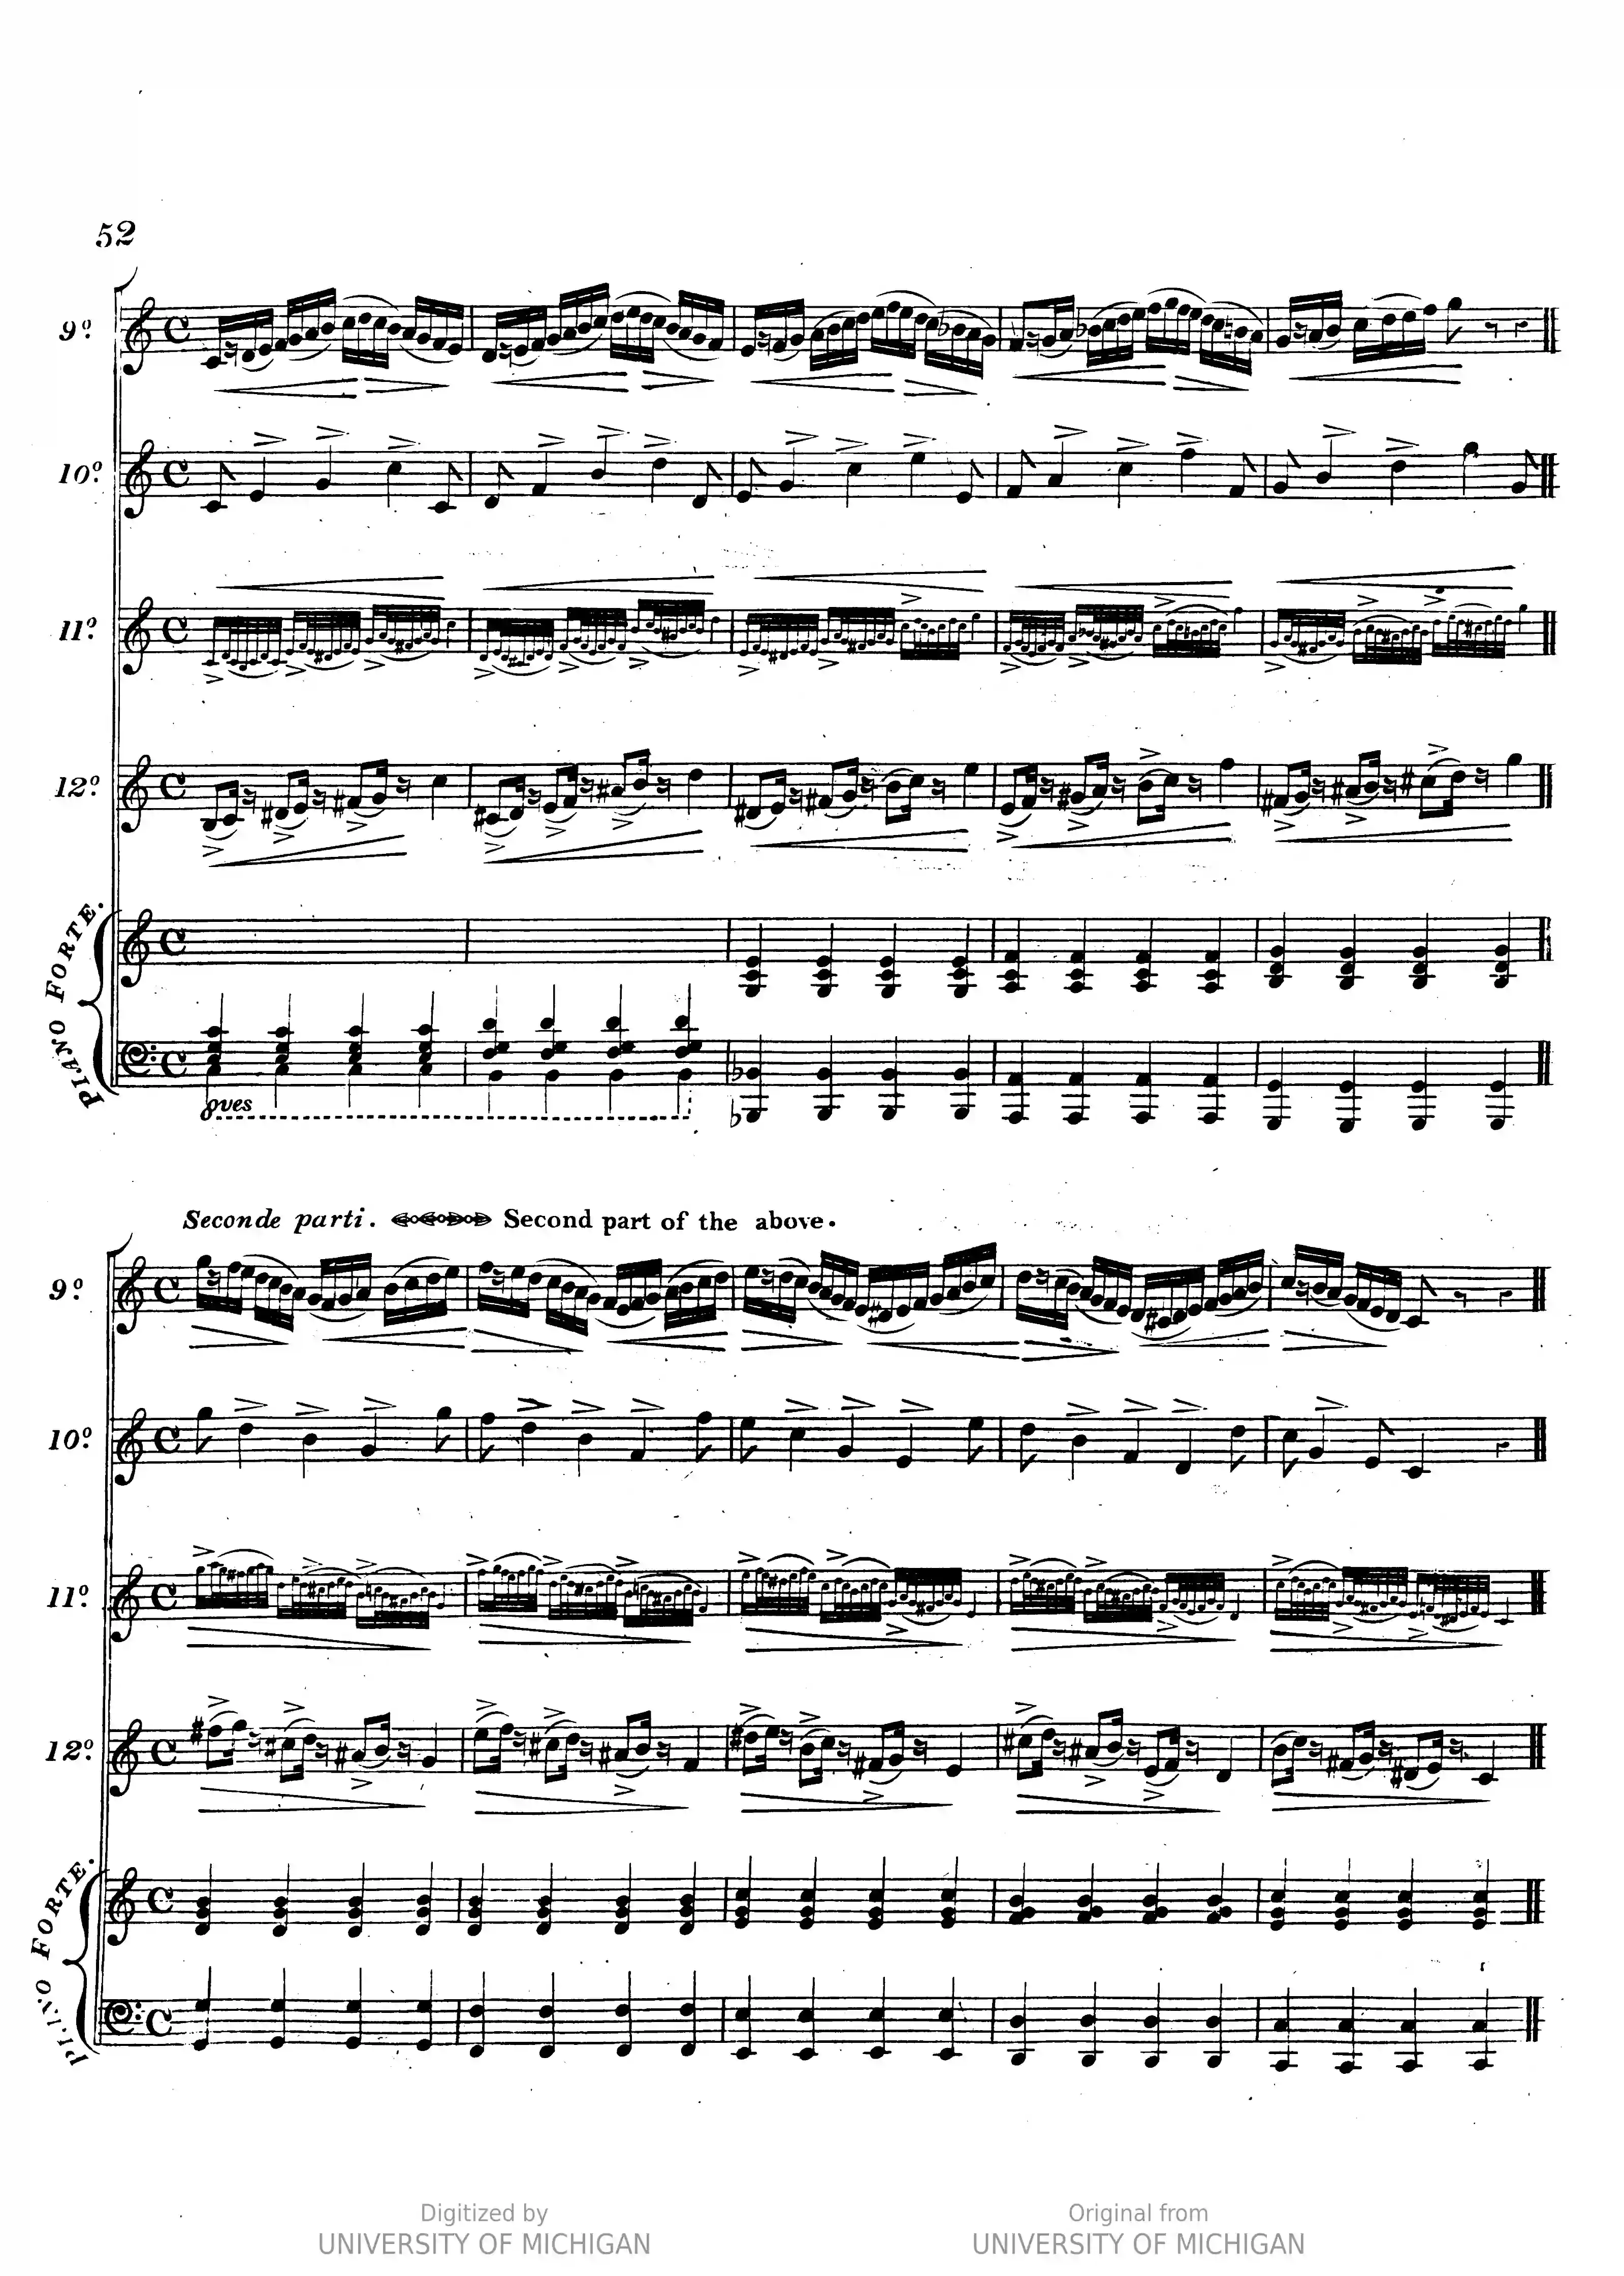 52
9º
10º
11º
12º
PIANO FORTE.
8ves
Seconde parti. Second part of the above.
9º
10º
11º
12º
PIANO FORTE.
Digitized by
UNIVERSITY OF MICHIGAN
Original from
UNIVERSITY OF MICHIGAN